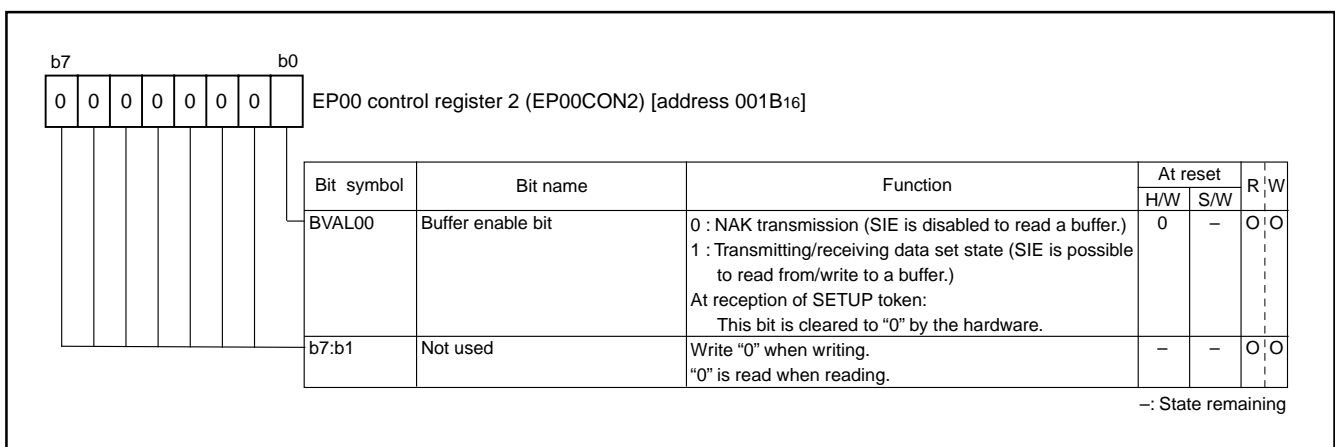 b7 b0
0 0 0 0 0 0 0 EP00 control register 2 (EP00CON2) [address 001B16]
Bit symbol Bit name Function At reset R W
H/W S/W
BVAL00 Buffer enable bit 0 : NAK transmission (SIE is disabled to read a buffer.) 0 – O O
1 : Transmitting/receiving data set state (SIE is possible
to read from/write to a buffer.)
At reception of SETUP token:
This bit is cleared to “0” by the hardware.
b7:b1 Not used Write “0” when writing. – – O O
“0” is read when reading.
–: State remaining